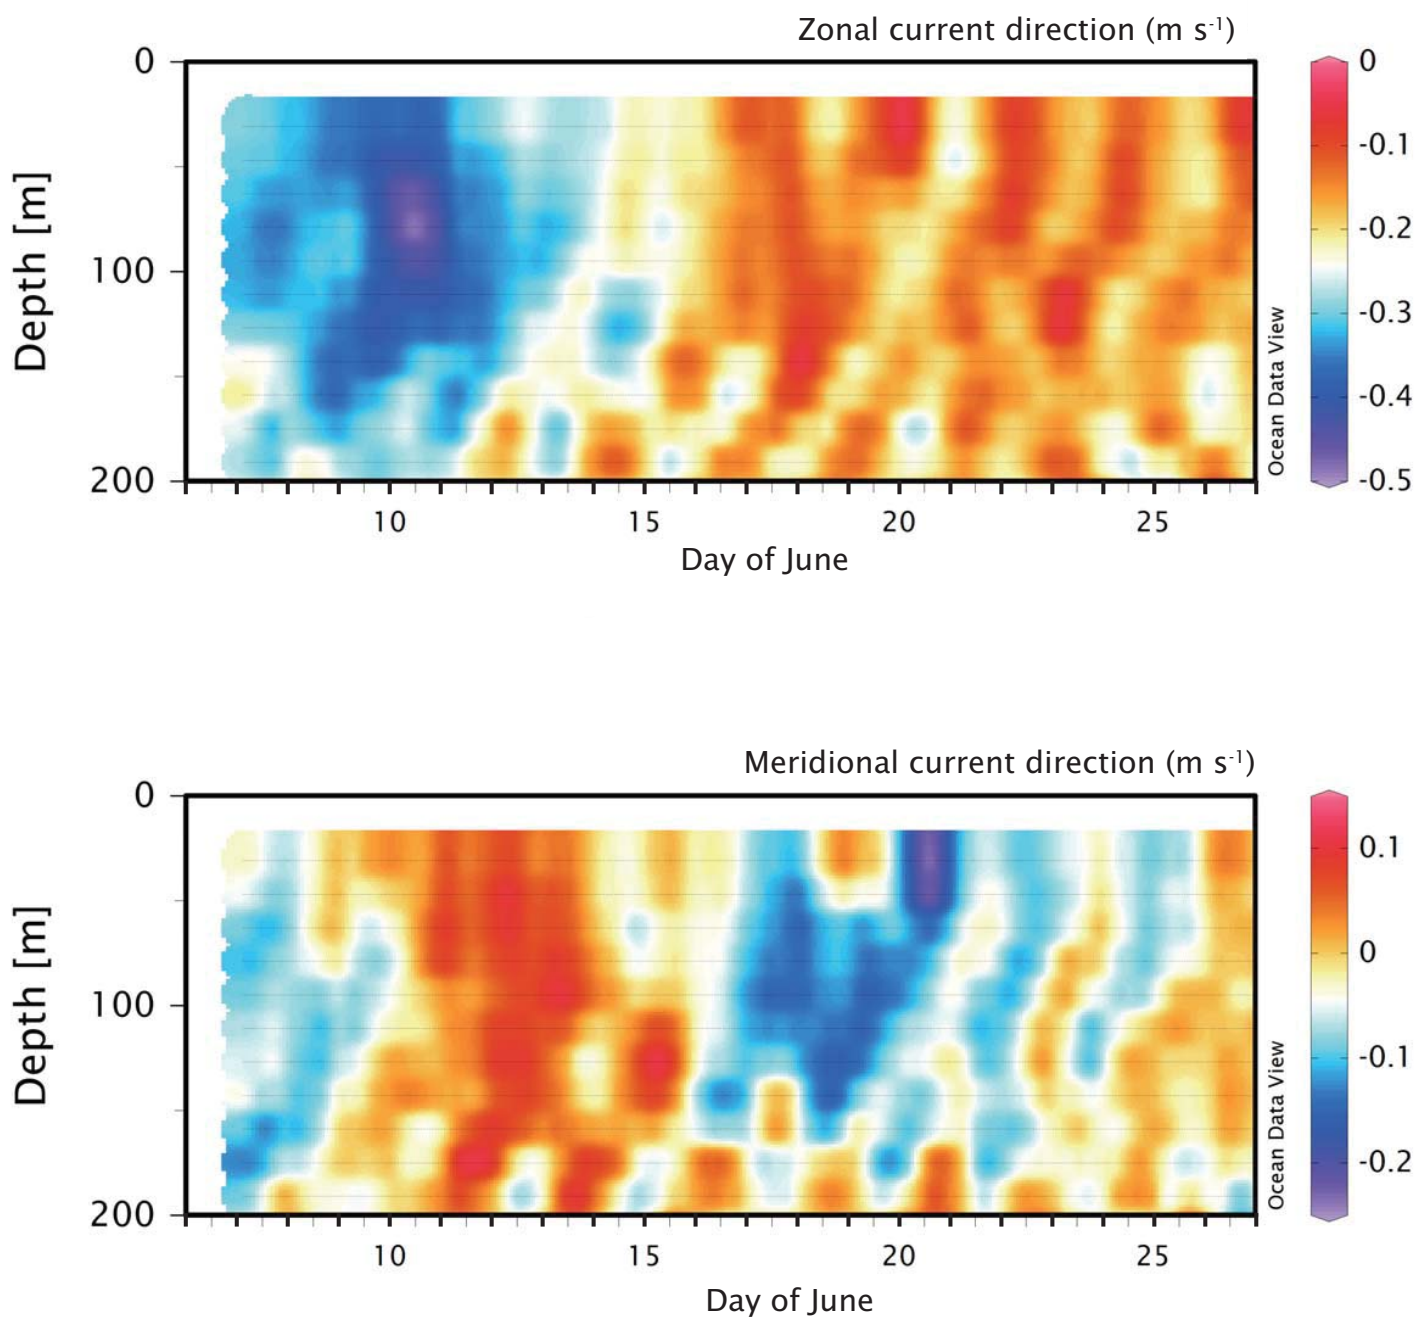 Zonal current direction (m s-1)
0
100
200
Depth [m]
10 15 20 25
Day of June
Ocean Data View
0
-0.1
-0.2
-0.3
-0.4
-0.5
Meridional current direction (m s-1)
0
100
200
Depth [m]
10 15 20 25
Day of June
Ocean Data View
0.1
0
-0.1
-0.2